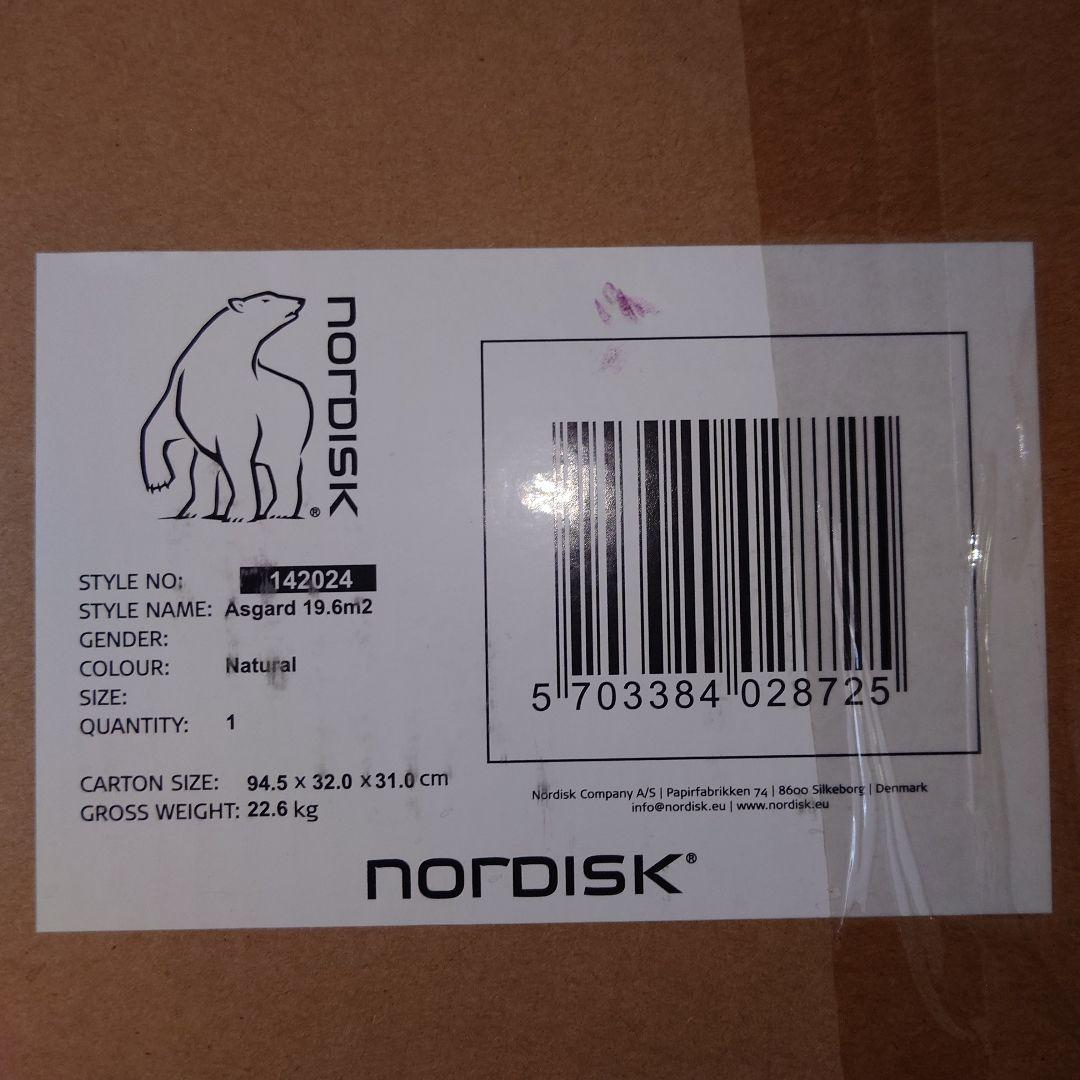 NORDISK®
STYLE NO: 142024
STYLE NAME: Asgard 19.6m2
GENDER:
COLOUR: Natural
SIZE:
QUANTITY: 1
CARTON SIZE: 94.5 x 32.0 x 31.0 cm
GROSS WEIGHT: 22.6 kg
5 703384 028725
Nordisk Company A/S | Papirfabrikken 74 | 8600 Silkeborg | Denmark
info@nordisk.eu | www.nordisk.eu
NORDISK®